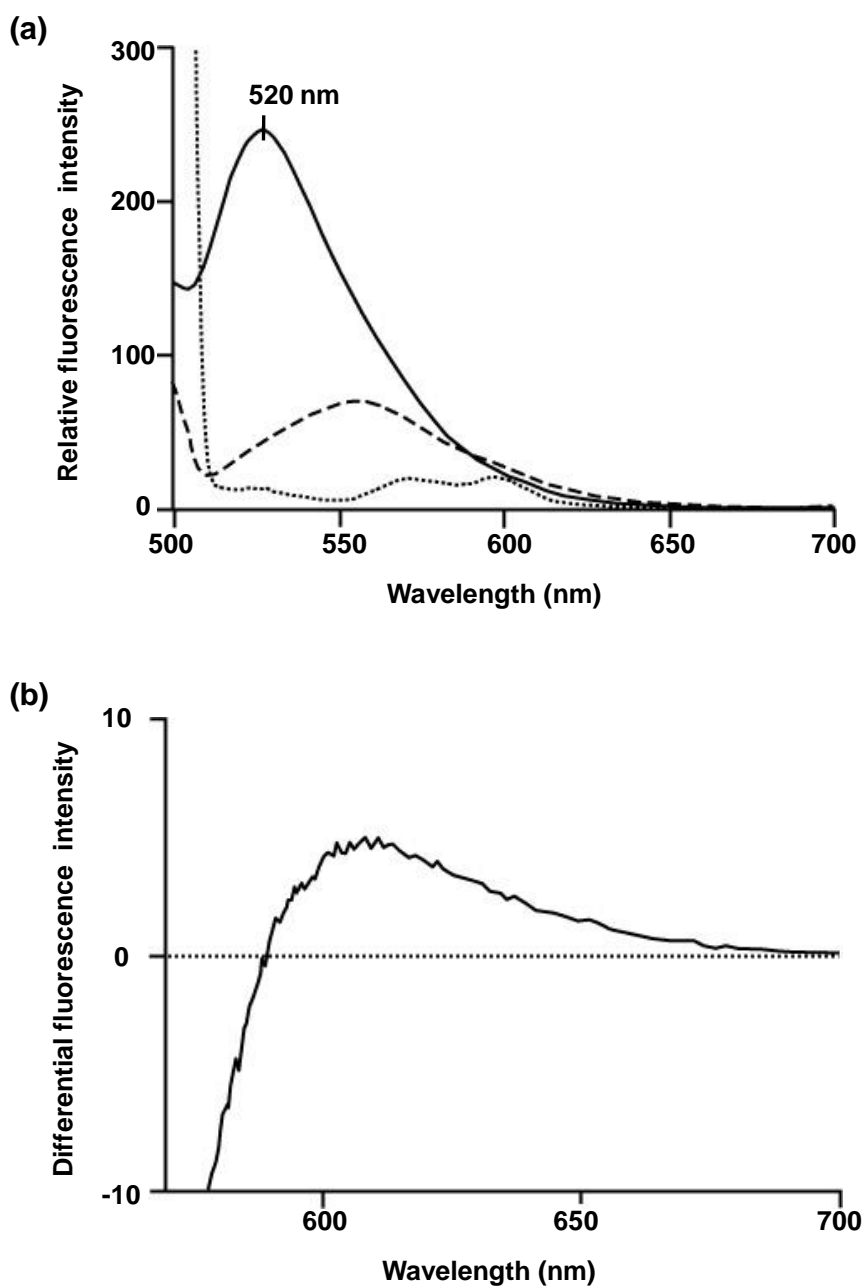 (a)
300
520 nm
200
100
0
500
550
600
650
700
Relative fluorescence intensity
Wavelength (nm)
(b)
10
0
-10
600
650
700
Differential fluorescence intensity
Wavelength (nm)